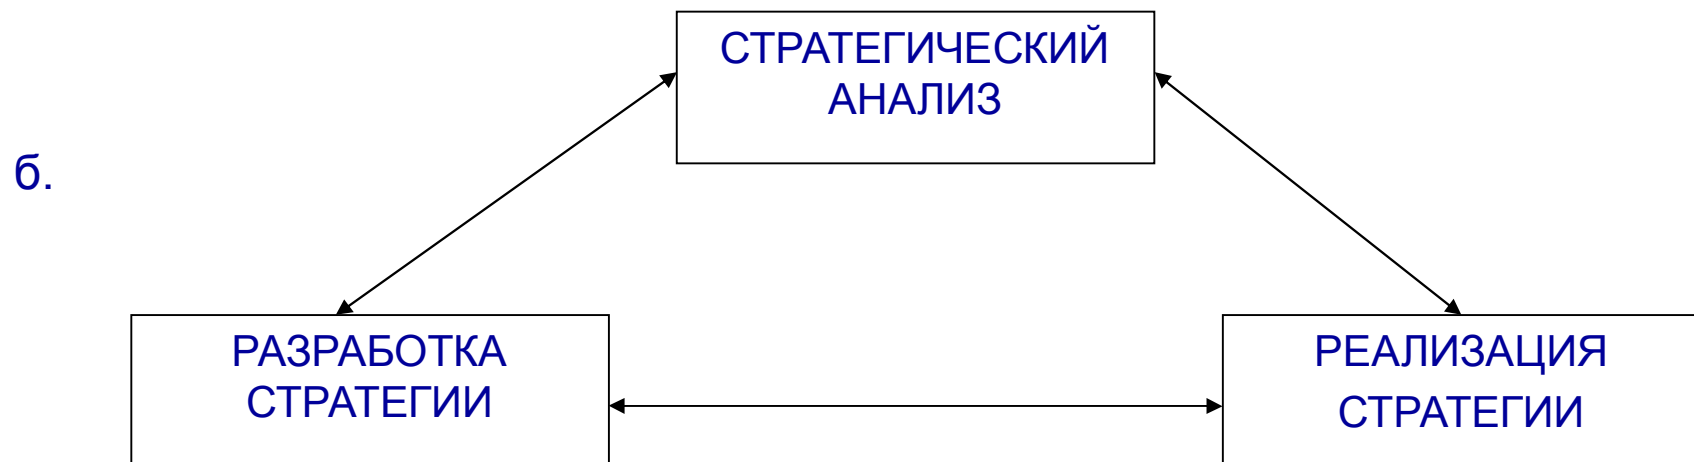 СТРАТЕГИЧЕСКИЙ
АНАЛИЗ
б.
РАЗРАБОТКА
СТРАТЕГИИ
РЕАЛИЗАЦИЯ
СТРАТЕГИИ